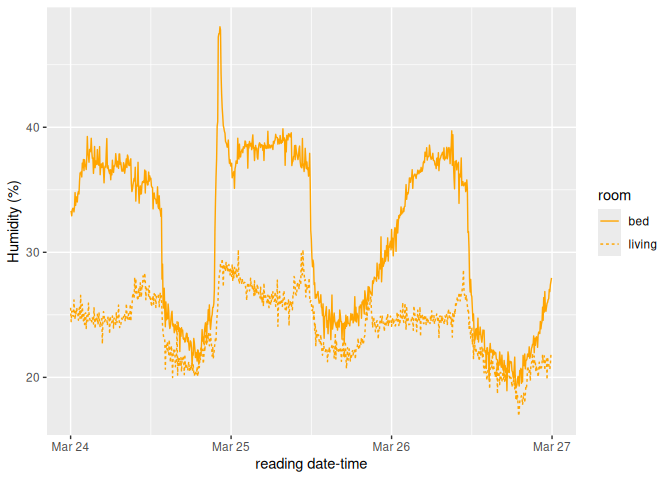 Humidity (%)
40
30
20
Mar 24
Mar 25
Mar 26
Mar 27
reading date-time
room
bed
living